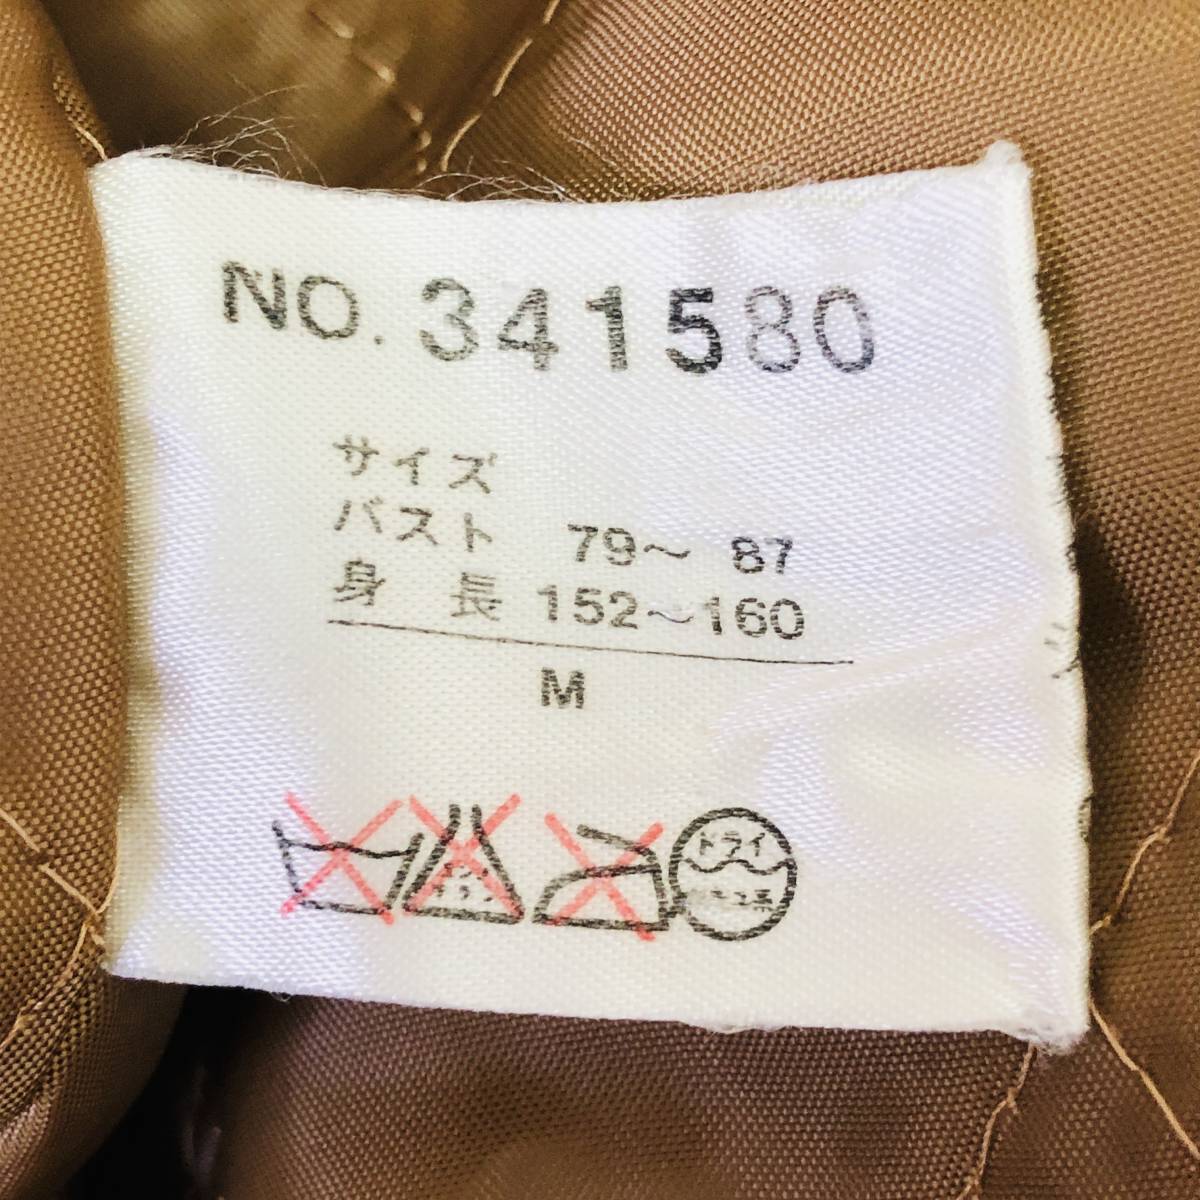 NO. 341580
サイズ
バスト 79～ 87
身 長 152～160
M
ドライ